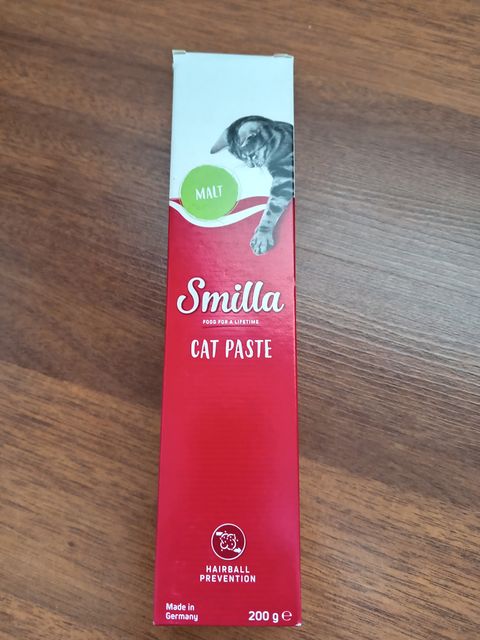 MALT
Smilla
FOOD FOR A LIFETIME
CAT PASTE
HAIRBALL
PREVENTION
Made in
Germany
200 g ℮